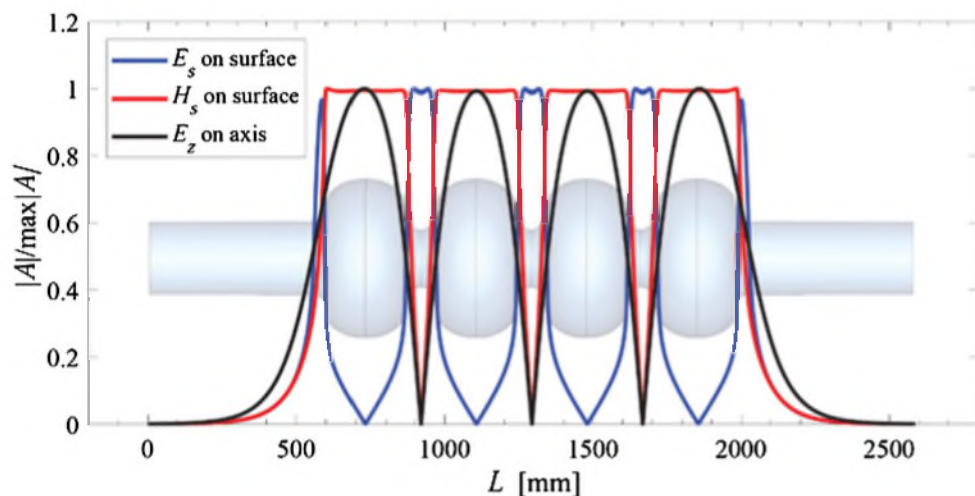 1.2
1
0.8
0.6
0.4
0.2
0
|A|/max|A|
E_s on surface
H_s on surface
E_z on axis
0 500 1000 1500 2000 2500
L [mm]